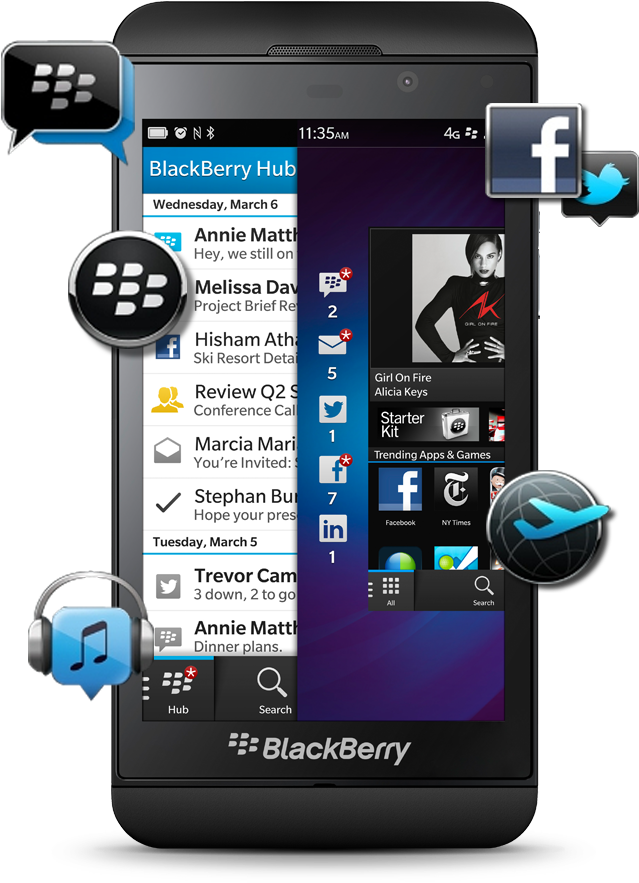 11:35AM
4G
BlackBerry Hub
Wednesday, March 6
Annie Matth
Hey, we still on
Melissa Dav
Project Brief Rev
Hisham Atha
Ski Resort Detai
Review Q2 S
Conference Cal
Marcia Mari
You're Invited: S
Stephan Bur
Hope your pres
Tuesday, March 5
Trevor Cam
3 down, 2 to go
Annie Matth
Dinner plans.
Hub
Search
2
5
1
7
1
GIRL ON FIRE
Girl On Fire
Alicia Keys
Starter
Kit
Trending Apps & Games
Facebook
NY Times
All
Search
BlackBerry